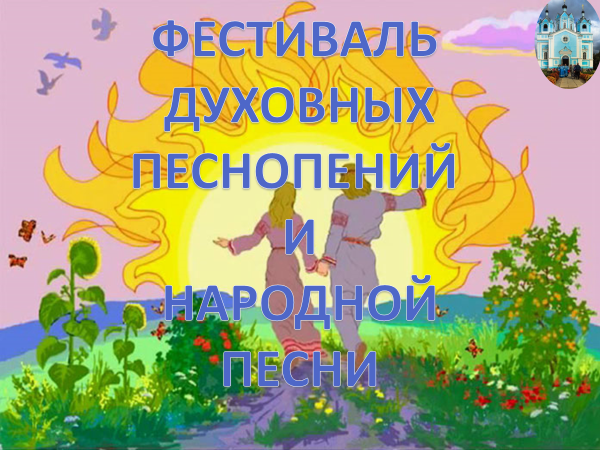 ФЕСТИВАЛЬ
ДУХОВНЫХ
ПЕСНОПЕНИЙ
И
НАРОДНОЙ
ПЕСНИ